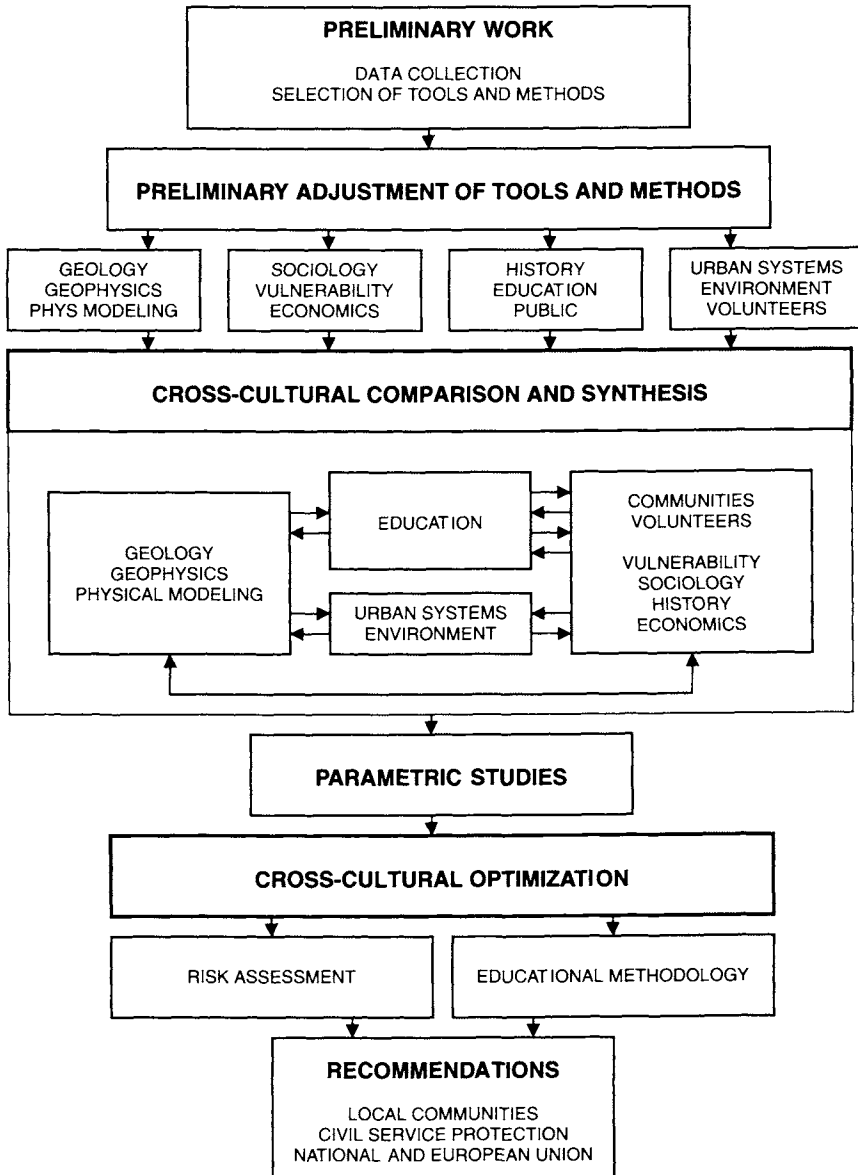 PRELIMINARY WORK
DATA COLLECTION
SELECTION OF TOOLS AND METHODS
PRELIMINARY ADJUSTMENT OF TOOLS AND METHODS
GEOLOGY
GEOPHYSICS
PHYS MODELING
SOCIOLOGY
VULNERABILITY
ECONOMICS
HISTORY
EDUCATION
PUBLIC
URBAN SYSTEMS
ENVIRONMENT
VOLUNTEERS
CROSS-CULTURAL COMPARISON AND SYNTHESIS
GEOLOGY
GEOPHYSICS
PHYSICAL MODELING
EDUCATION
URBAN SYSTEMS
ENVIRONMENT
COMMUNITIES
VOLUNTEERS
VULNERABILITY
SOCIOLOGY
HISTORY
ECONOMICS
PARAMETRIC STUDIES
CROSS-CULTURAL OPTIMIZATION
RISK ASSESSMENT
EDUCATIONAL METHODOLOGY
RECOMMENDATIONS
LOCAL COMMUNITIES
CIVIL SERVICE PROTECTION
NATIONAL AND EUROPEAN UNION